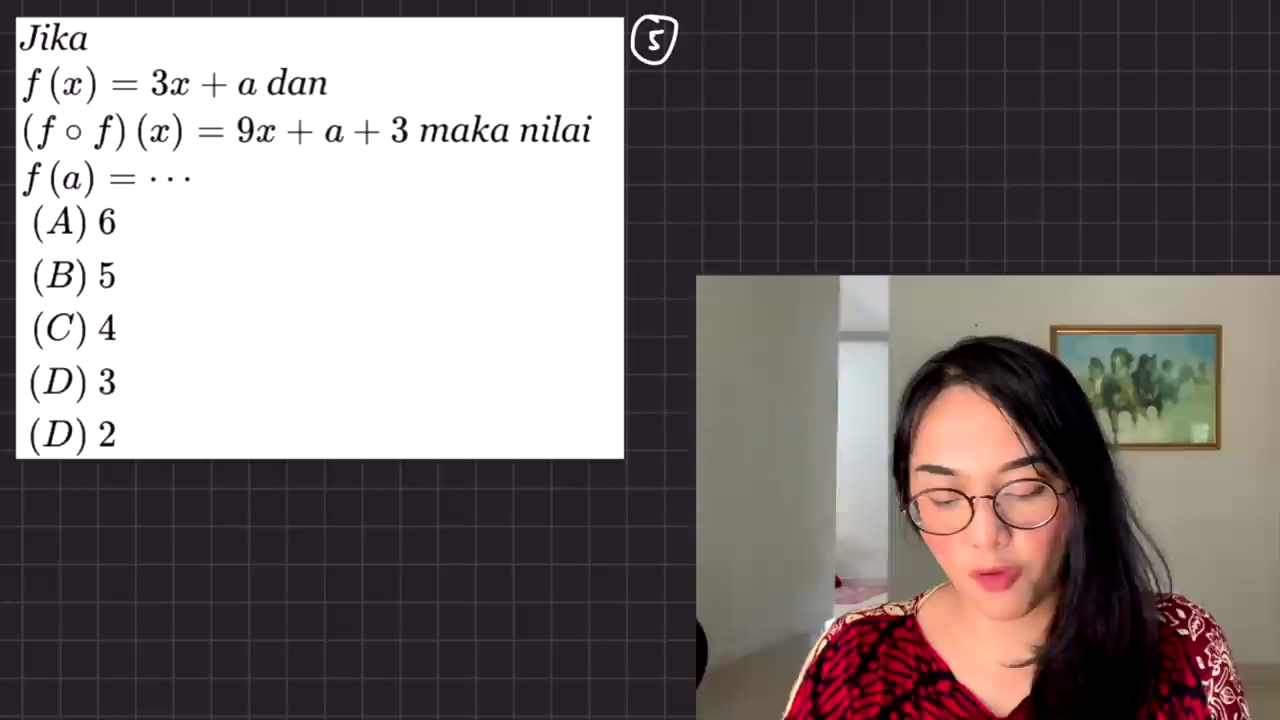 Jika
f (x) = 3x + a dan
(f ∘ f) (x) = 9x + a + 3 maka nilai
f (a) = ⋯
(A) 6
(B) 5
(C) 4
(D) 3
(D) 2
5